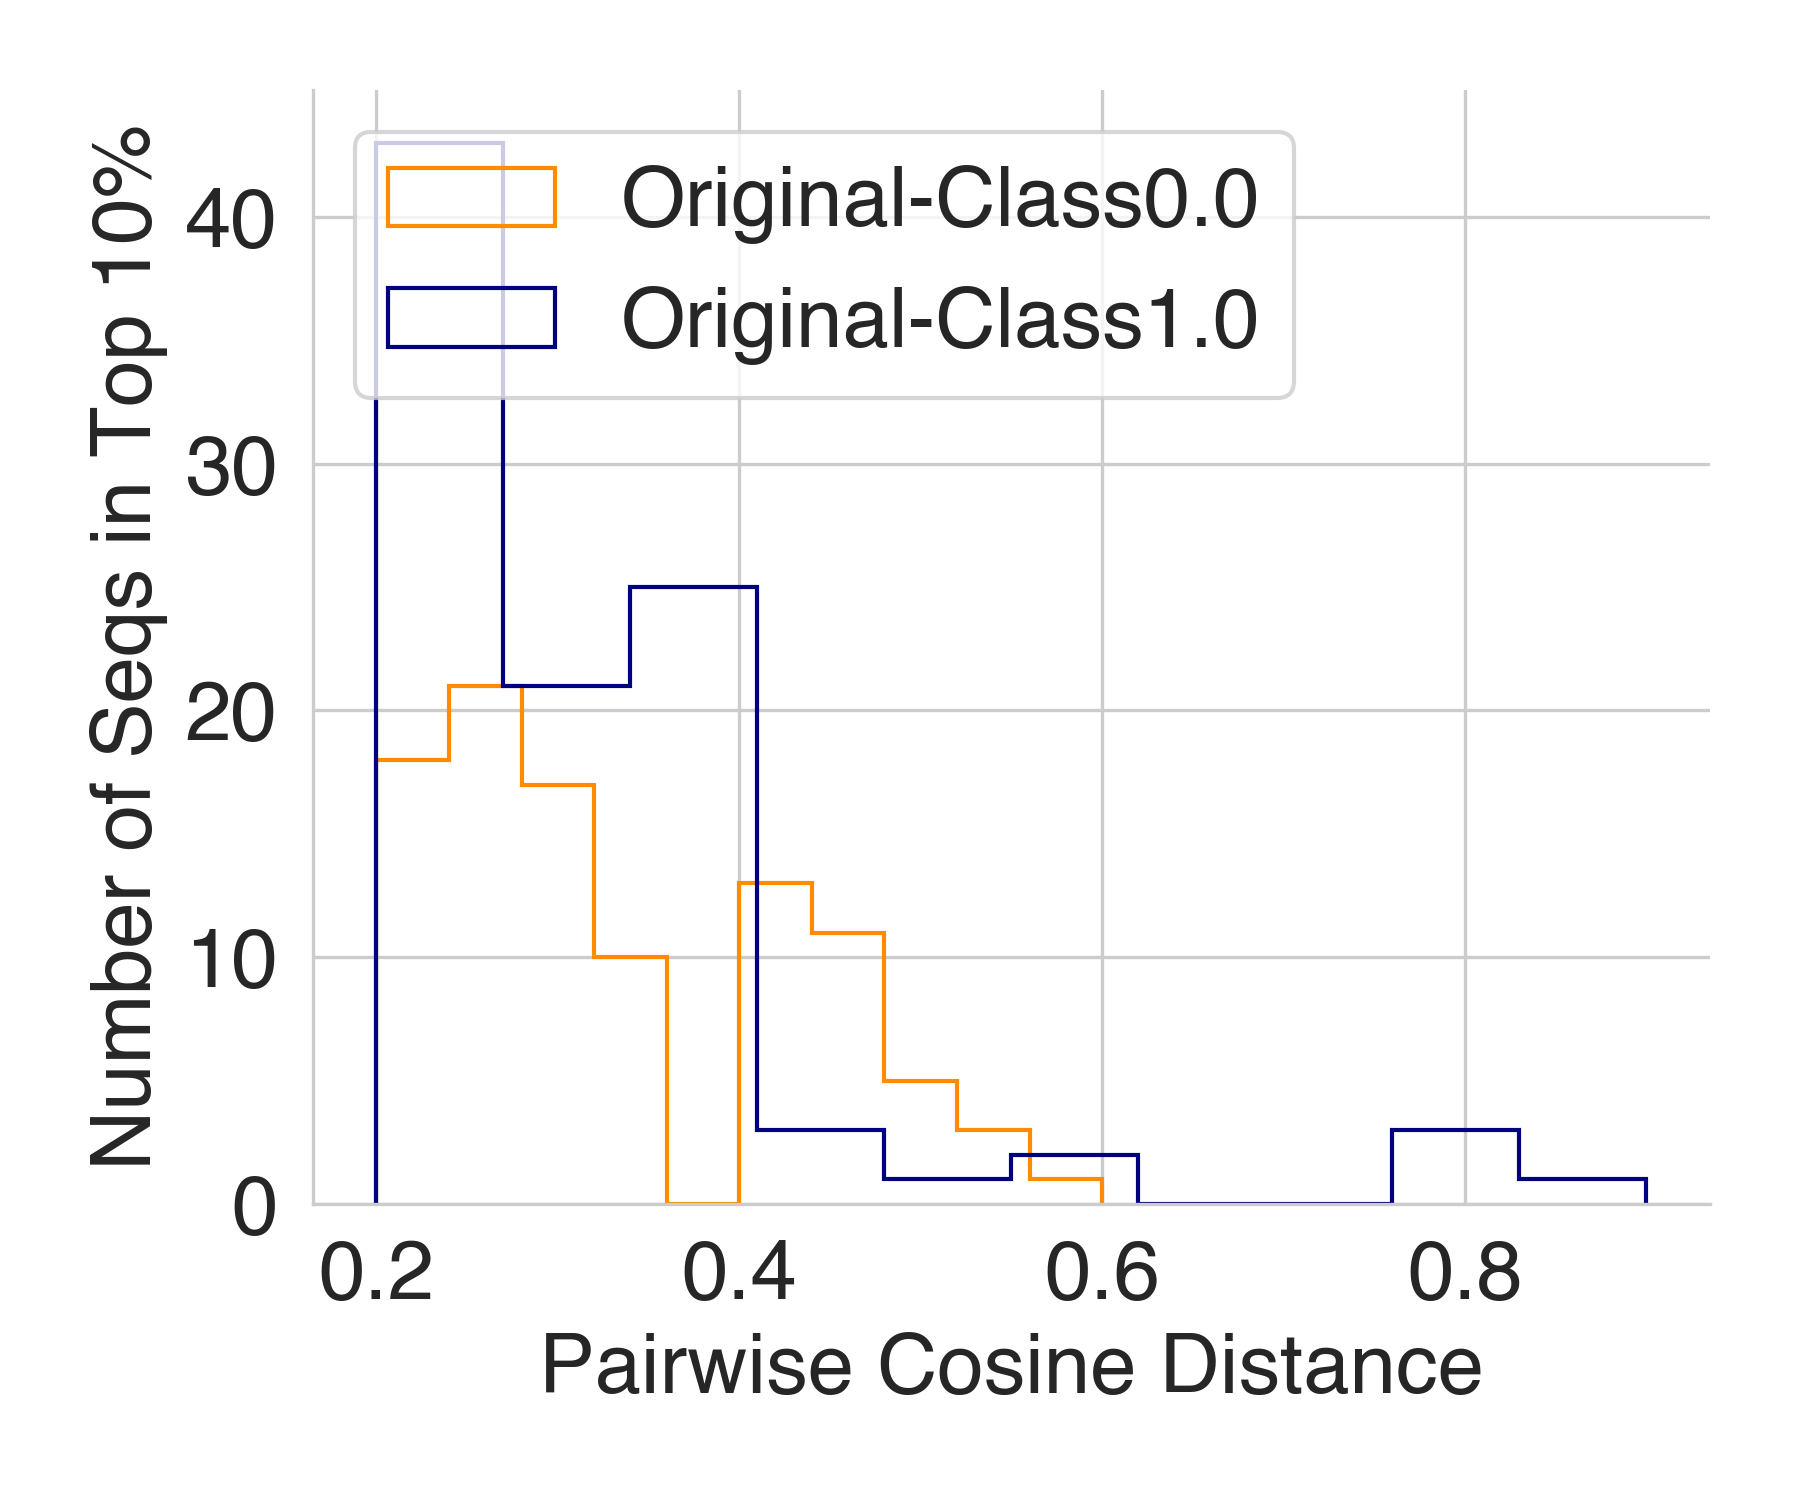 Number of Seqs in Top 10%
40
30
20
10
0
Original-Class0.0
Original-Class1.0
0.2 0.4 0.6 0.8
Pairwise Cosine Distance